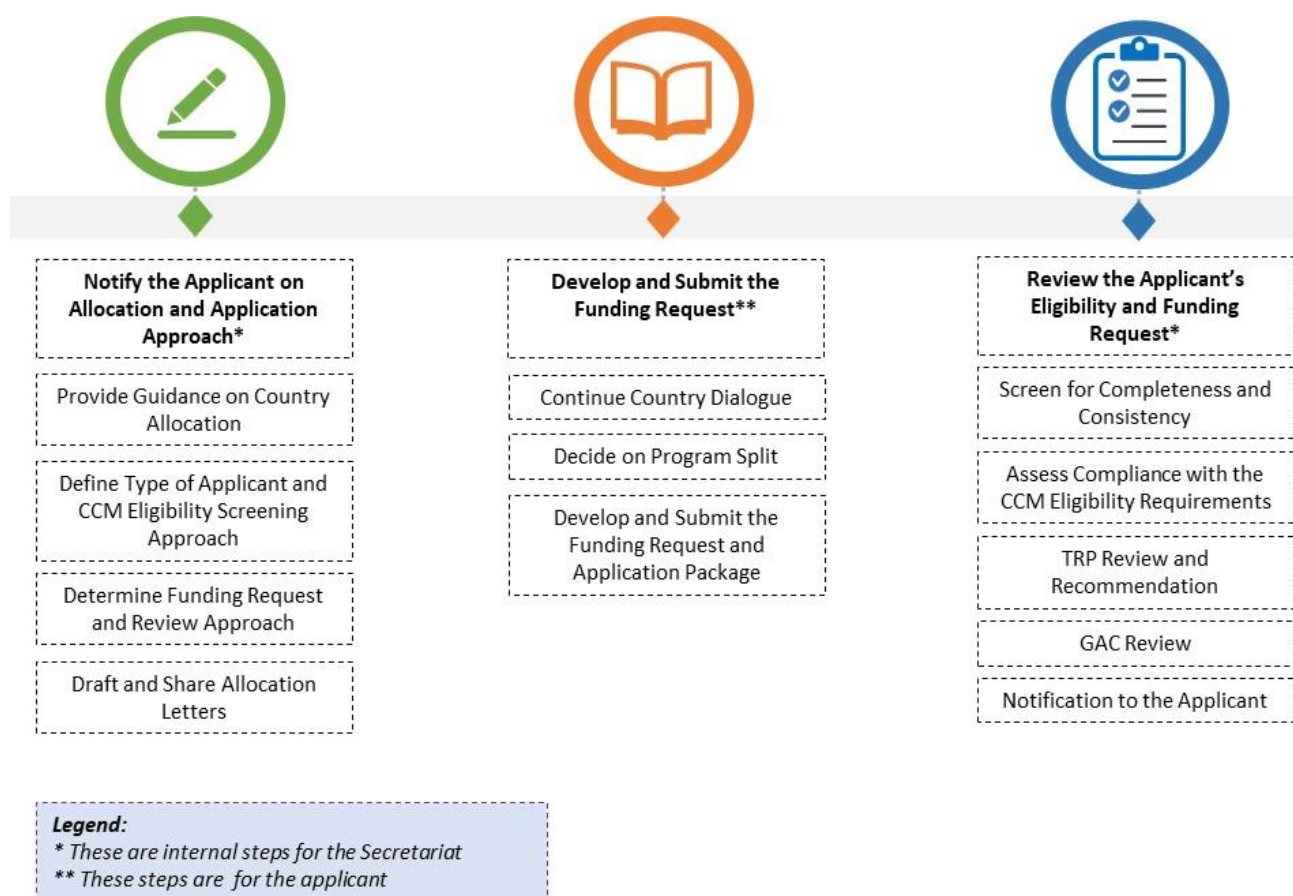 Notify the Applicant on
Allocation and Application
Approach*
Provide Guidance on Country
Allocation
Define Type of Applicant and
CCM Eligibility Screening
Approach
Determine Funding Request
and Review Approach
Draft and Share Allocation
Letters
Develop and Submit the
Funding Request**
Continue Country Dialogue
Decide on Program Split
Develop and Submit the
Funding Request and
Application Package
Review the Applicant’s
Eligibility and Funding
Request*
Screen for Completeness and
Consistency
Assess Compliance with the
CCM Eligibility Requirements
TRP Review and
Recommendation
GAC Review
Notification to the Applicant
Legend:
* These are internal steps for the Secretariat
** These steps are for the applicant